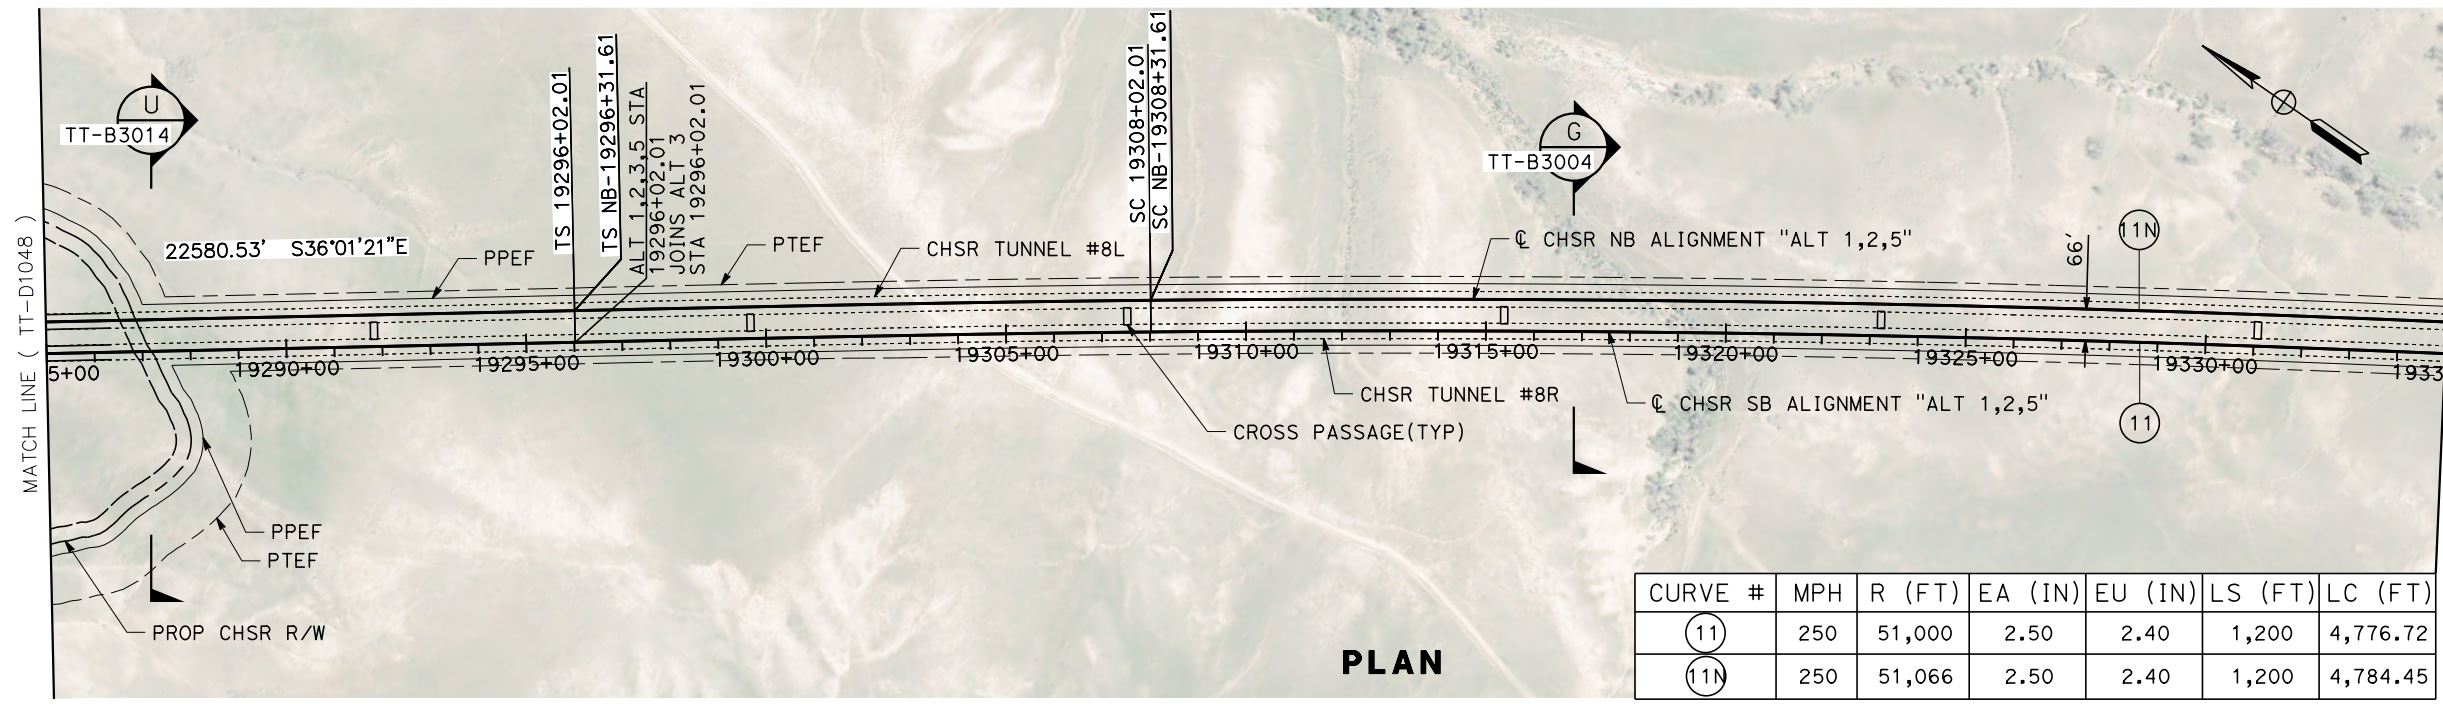 MATCH LINE ( TT-D1048 )
U
TT-B3014
22580.53' S36°01'21"E
PPEF
TS 19296+02.01
TS NB-19296+31.61
ALT 1,2,3,5 STA
19296+02.01
JOINS ALT 3
STA 19296+02.01
PTEF
CHSR TUNNEL #8L
SC 19308+02.01
SC NB-19308+31.61
G
TT-B3004
℄ CHSR NB ALIGNMENT "ALT 1,2,5"
66'
11N
5+00
19290+00
19295+00
19300+00
19305+00
19310+00
19315+00
19320+00
19325+00
19330+00
1933
CHSR TUNNEL #8R
℄ CHSR SB ALIGNMENT "ALT 1,2,5"
11
CROSS PASSAGE(TYP)
PPEF
PTEF
PROP CHSR R/W
PLAN
CURVE # MPH R (FT) EA (IN) EU (IN) LS (FT) LC (FT)
11 250 51,000 2.50 2.40 1,200 4,776.72
11N 250 51,066 2.50 2.40 1,200 4,784.45